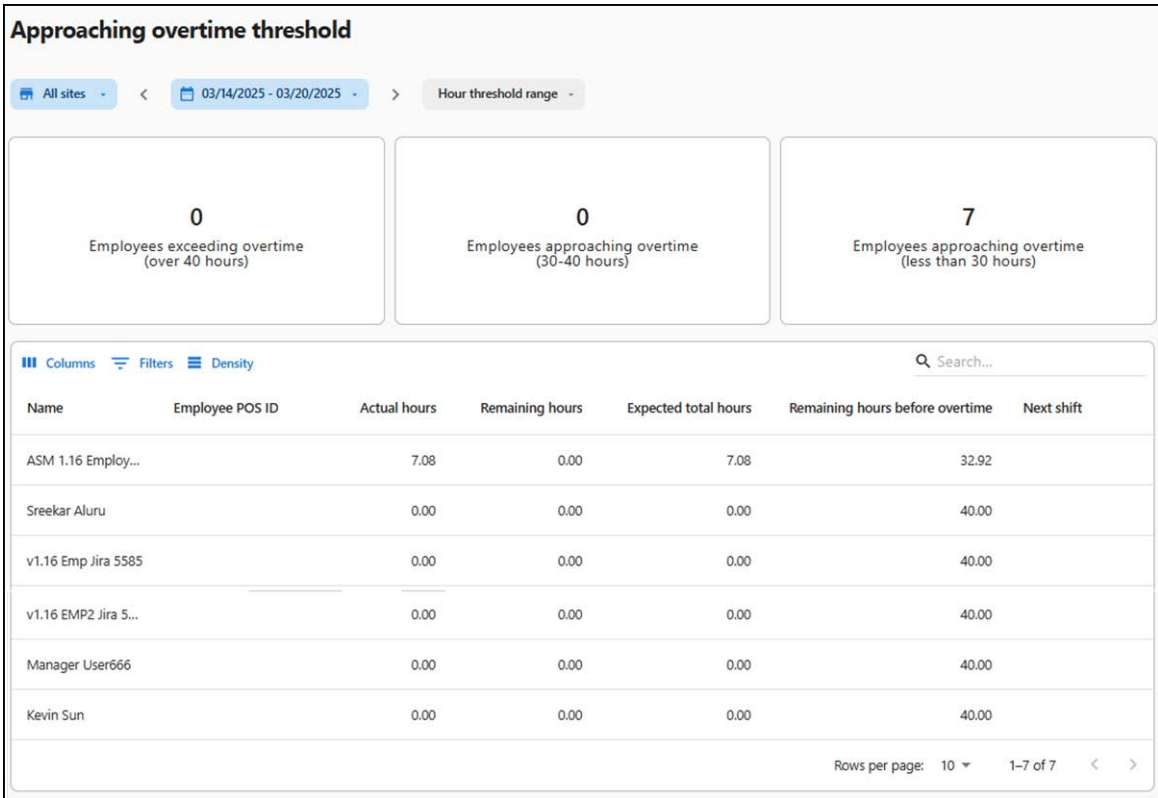 Approaching overtime threshold
All sites
03/14/2025 - 03/20/2025
Hour threshold range
0
Employees exceeding overtime
(over 40 hours)
0
Employees approaching overtime
(30-40 hours)
7
Employees approaching overtime
(less than 30 hours)
Columns Filters Density Search...
Name Employee POS ID Actual hours Remaining hours Expected total hours Remaining hours before overtime Next shift
ASM 1.16 Employ... 7.08 0.00 7.08 32.92
Sreekar Aluru 0.00 0.00 0.00 40.00
v1.16 Emp Jira 5585 0.00 0.00 0.00 40.00
v1.16 EMP2 Jira 5... 0.00 0.00 0.00 40.00
Manager User666 0.00 0.00 0.00 40.00
Kevin Sun 0.00 0.00 0.00 40.00
Rows per page: 10 1–7 of 7